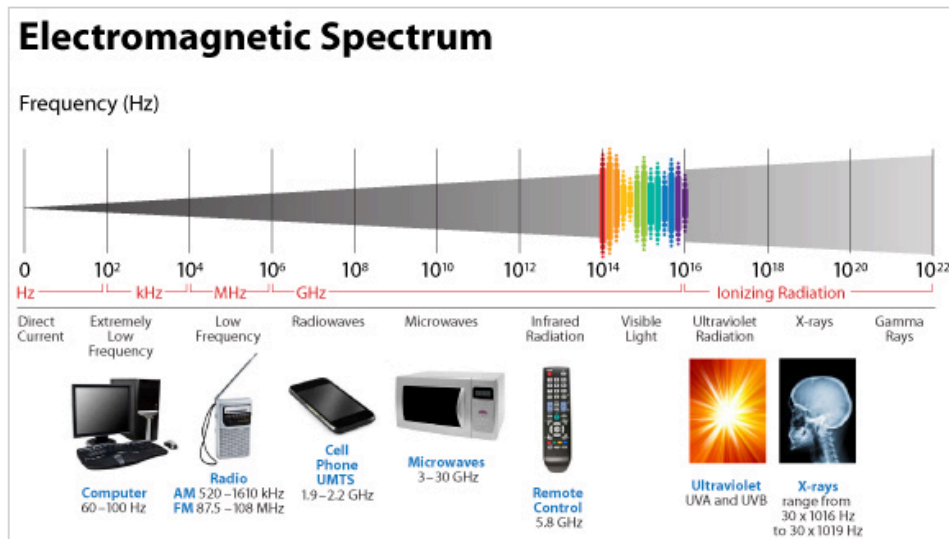 Electromagnetic Spectrum
Frequency (Hz)
0 10² 10⁴ 10⁶ 10⁸ 10¹⁰ 10¹² 10¹⁴ 10¹⁶ 10¹⁸ 10²⁰ 10²²
Hz kHz MHz GHz Ionizing Radiation
Direct
Current
Extremely
Low
Frequency
Low
Frequency
Radiowaves
Microwaves
Infrared
Radiation
Visible
Light
Ultraviolet
Radiation
X-rays
Gamma
Rays
Computer
60–100 Hz
Radio
AM 520–1610 kHz
FM 87.5–108 MHz
Cell
Phone
UMTS
1.9–2.2 GHz
Microwaves
3–30 GHz
Remote
Control
5.8 GHz
Ultraviolet
UVA and UVB
X-rays
range from
30 x 1016 Hz
to 30 x 1019 Hz